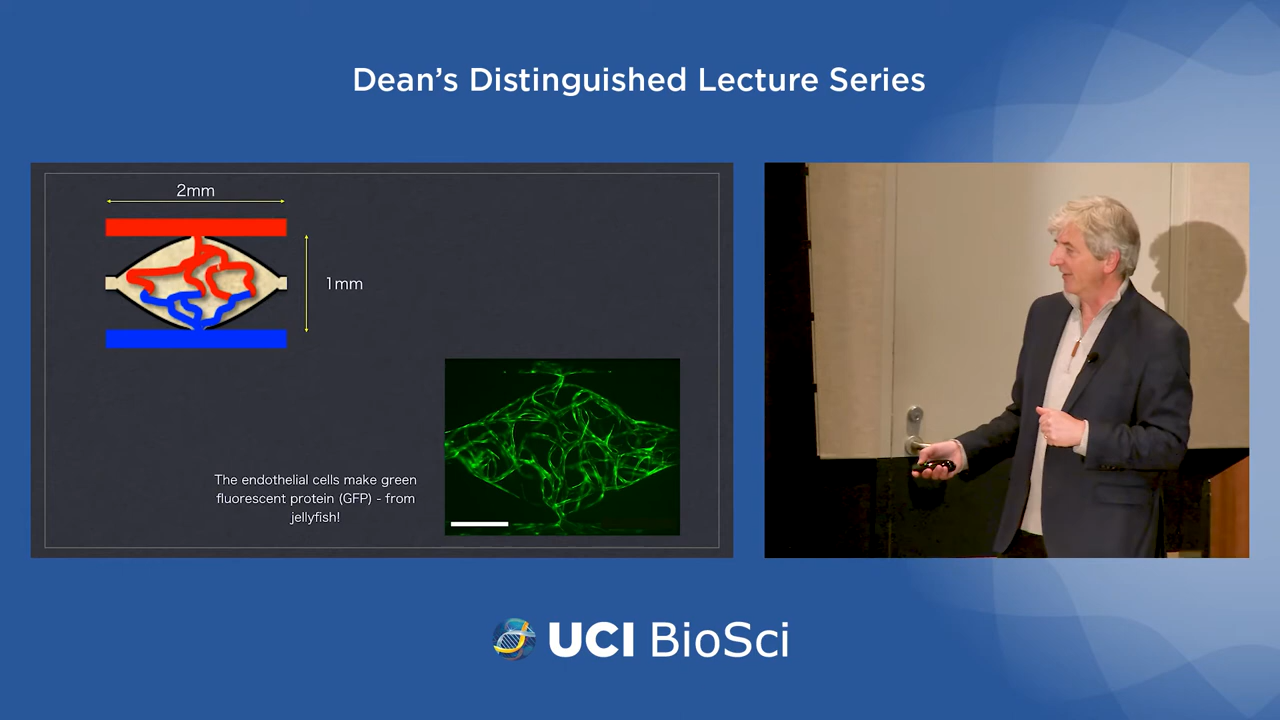 Dean’s Distinguished Lecture Series
2mm
1mm
The endothelial cells make green
fluorescent protein (GFP) - from
jellyfish!
UCI BioSci